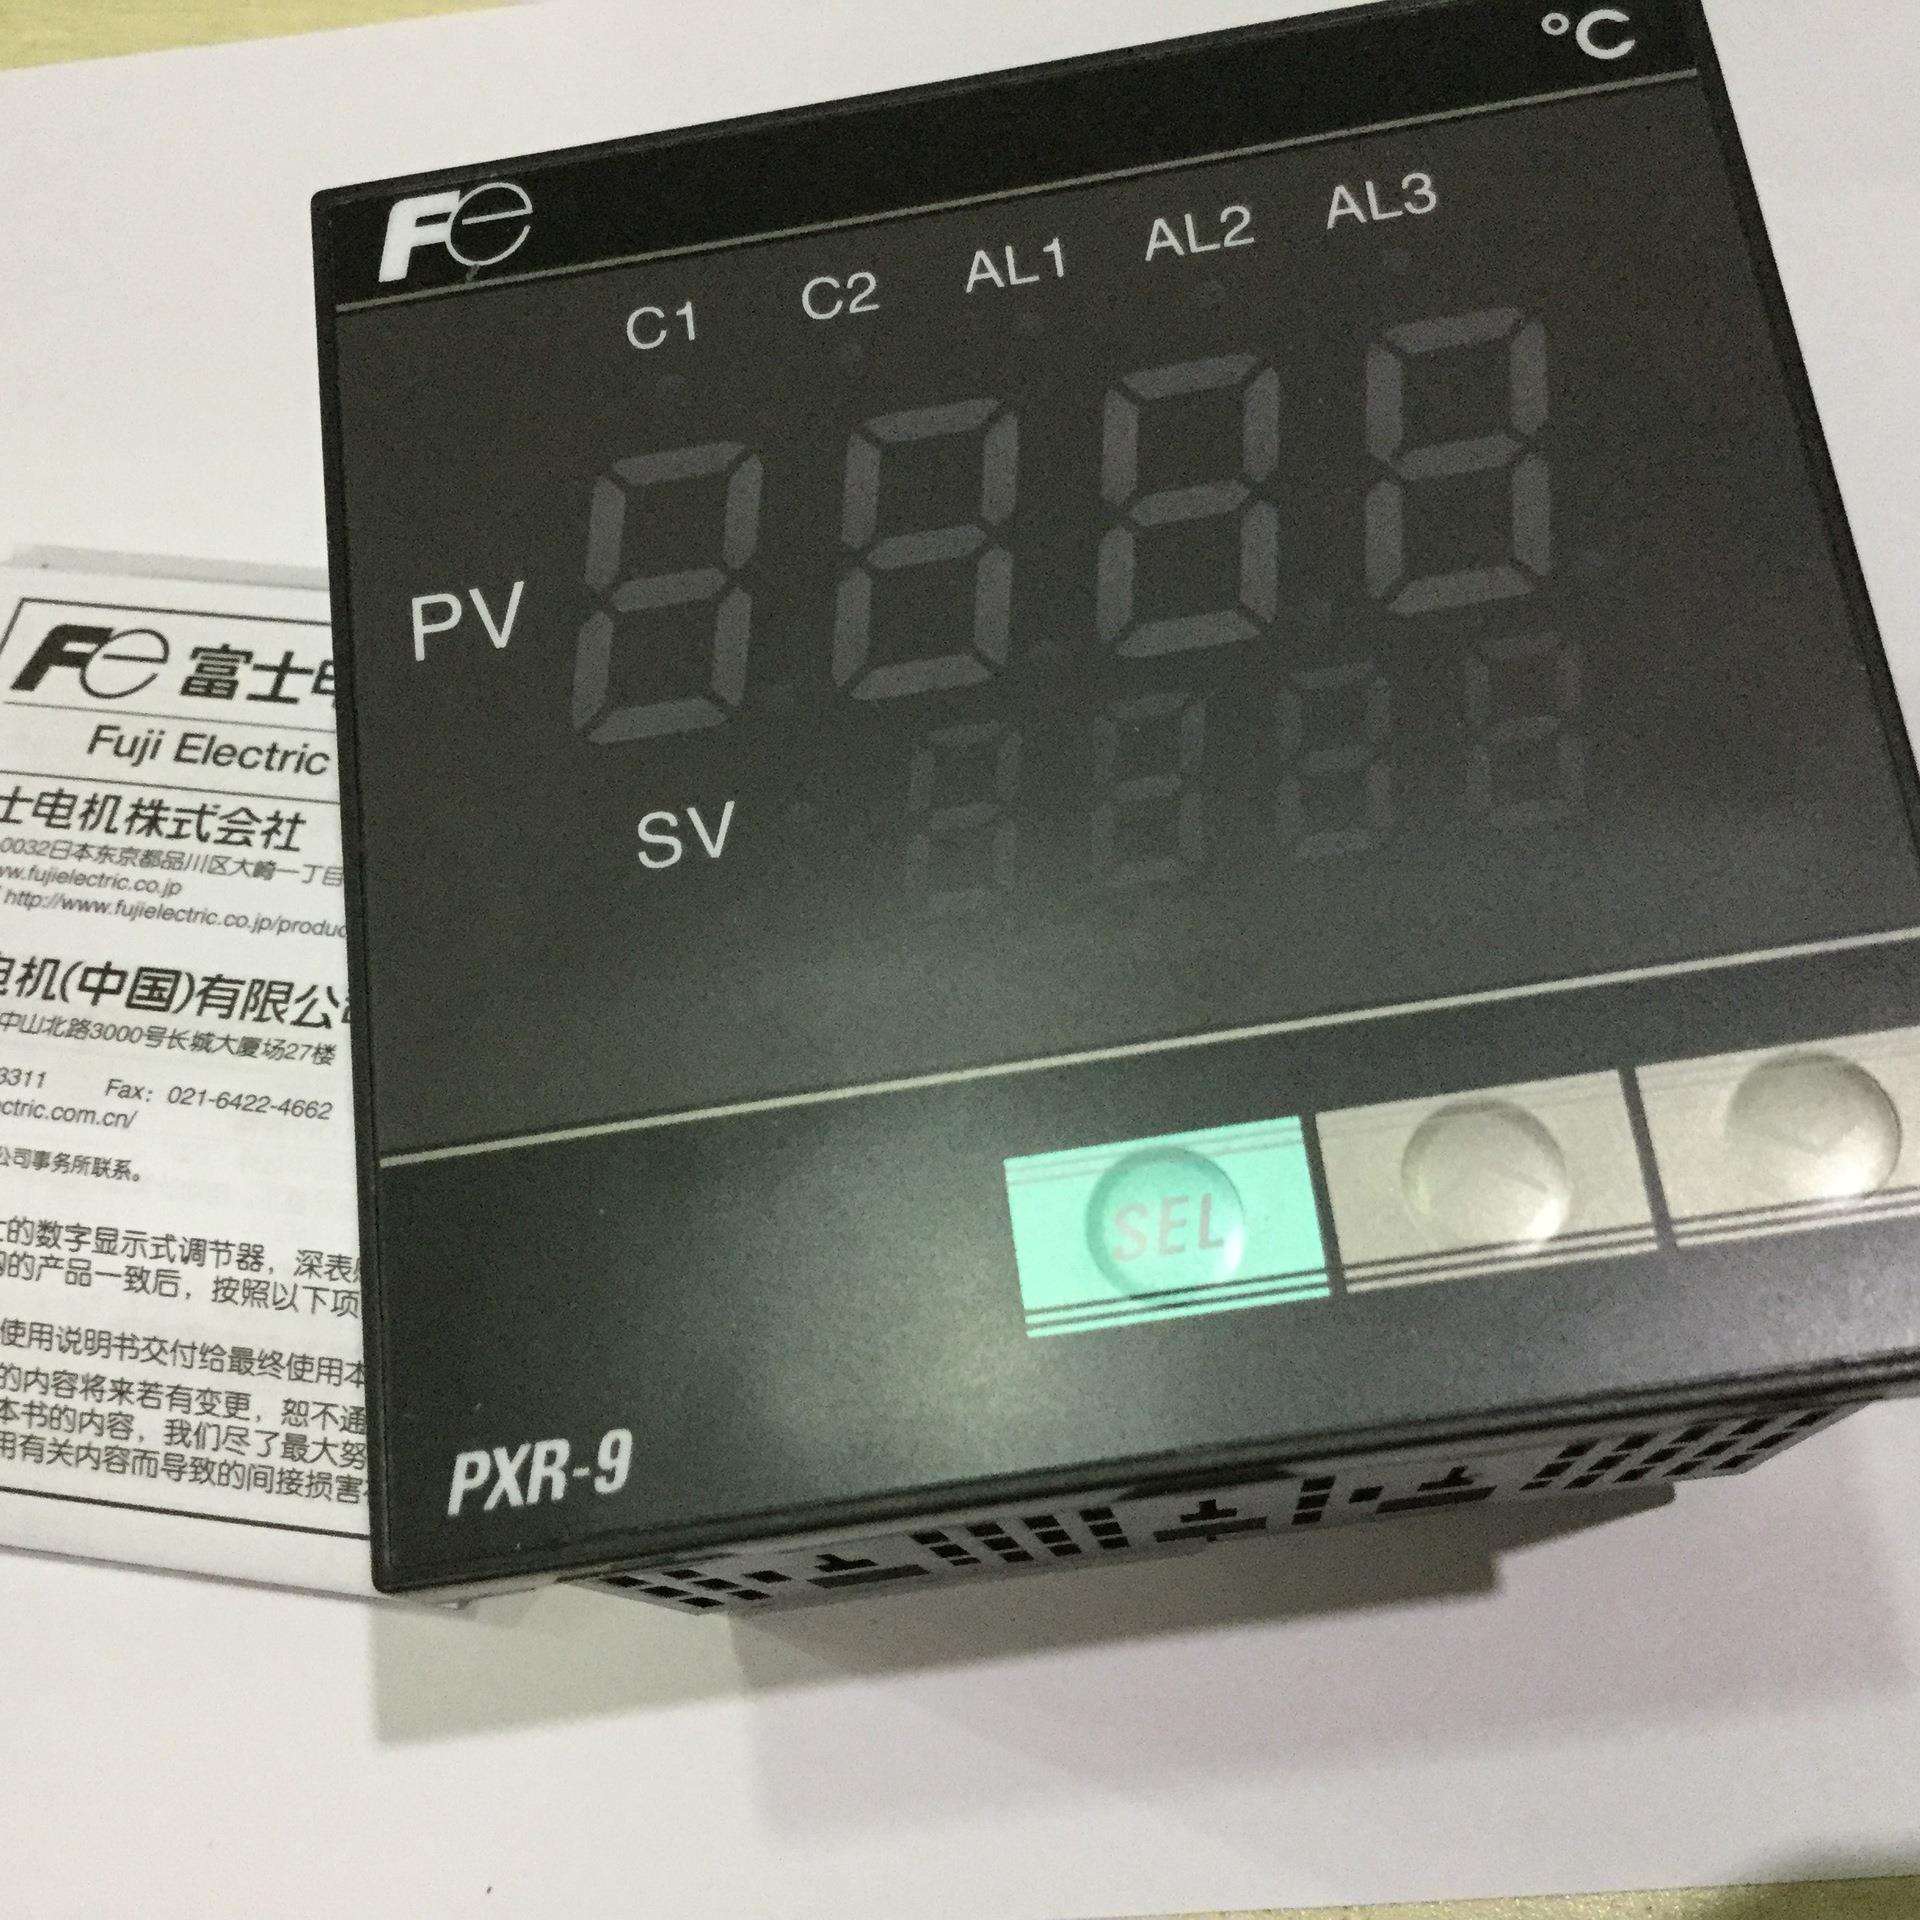 °C
Fe
C1 C2 AL1 AL2 AL3
PV
SV
SEL
PXR-9
Fe 富士
Fuji Electric
士电机株式会社
0032日本东京都品川区大崎一丁目
ww.fujielectric.co.jp
http://www.fujielectric.co.jp/produc
电机(中国)有限公司
中山北路3000号长城大厦场27楼
3311 Fax：021-6422-4662
ctric.com.cn/
公司事务所联系。
士的数字显示式调节器，深表
的产品一致后，按照以下项
使用说明书交付给最终使用本
的内容将来若有变更，恕不通
本书的内容，我们尽了最大努
用有关内容而导致的间接损害